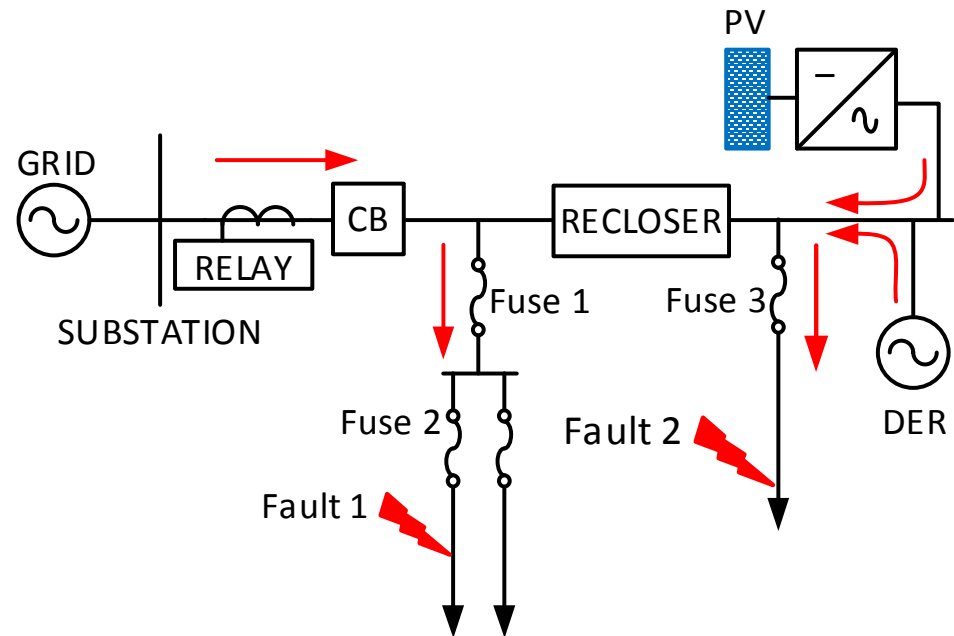 PV
GRID
CB
RECLOSER
RELAY
Fuse 1
Fuse 3
SUBSTATION
Fuse 2
Fault 2
DER
Fault 1